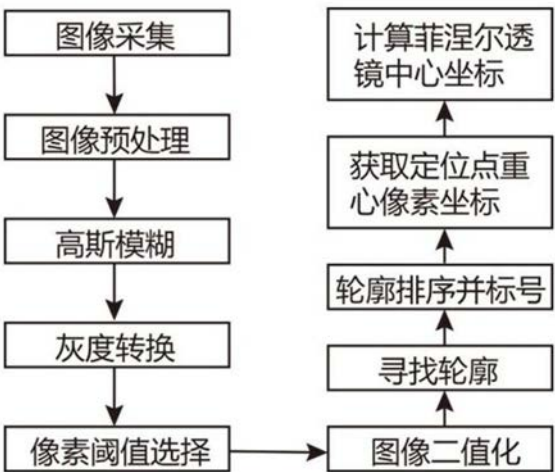 图像采集
图像预处理
高斯模糊
灰度转换
像素阈值选择
图像二值化
寻找轮廓
轮廓排序并标号
获取定位点重
心像素坐标
计算菲涅尔透
镜中心坐标